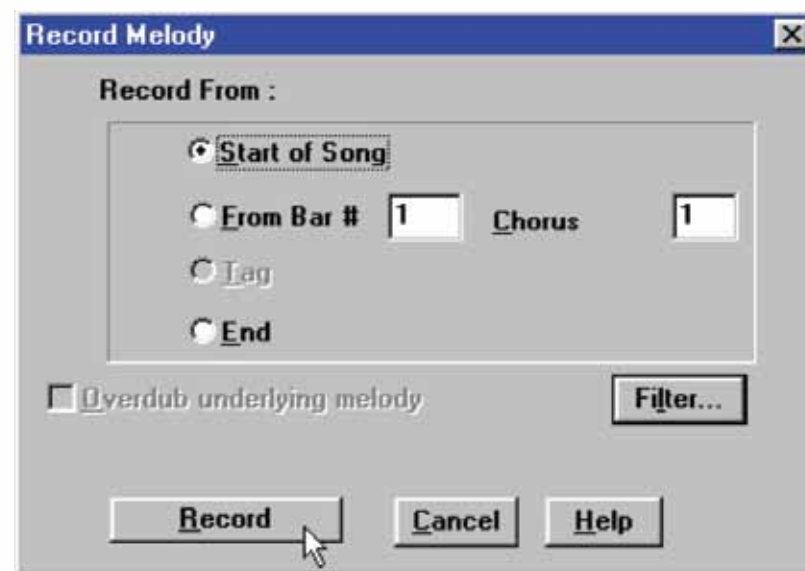 Record Melody
Record From :
Start of Song
From Bar # 1 Chorus 1
Tag
End
Overdub underlying melody Filter...
Record Cancel Help